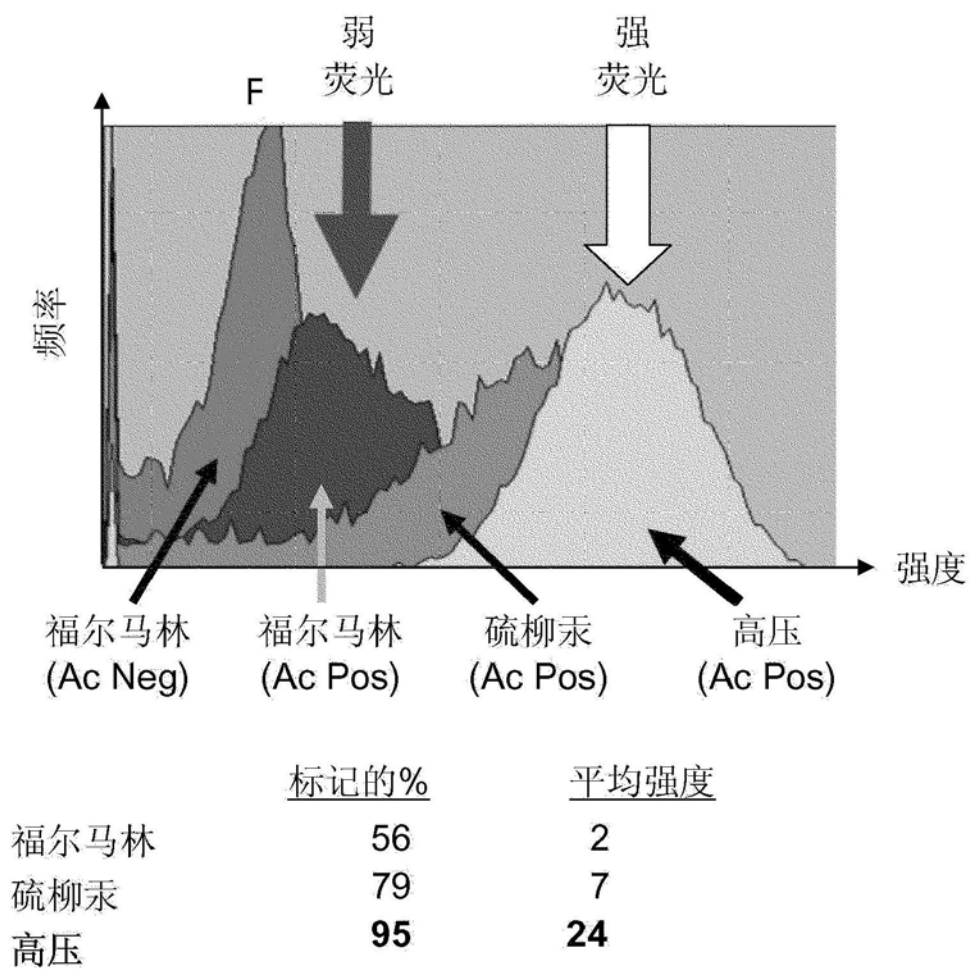 弱
荧光
强
荧光
F
频率
强度
福尔马林
(Ac Neg)
福尔马林
(Ac Pos)
硫柳汞
(Ac Pos)
高压
(Ac Pos)
标记的% 平均强度
福尔马林 56 2
硫柳汞 79 7
高压 95 24